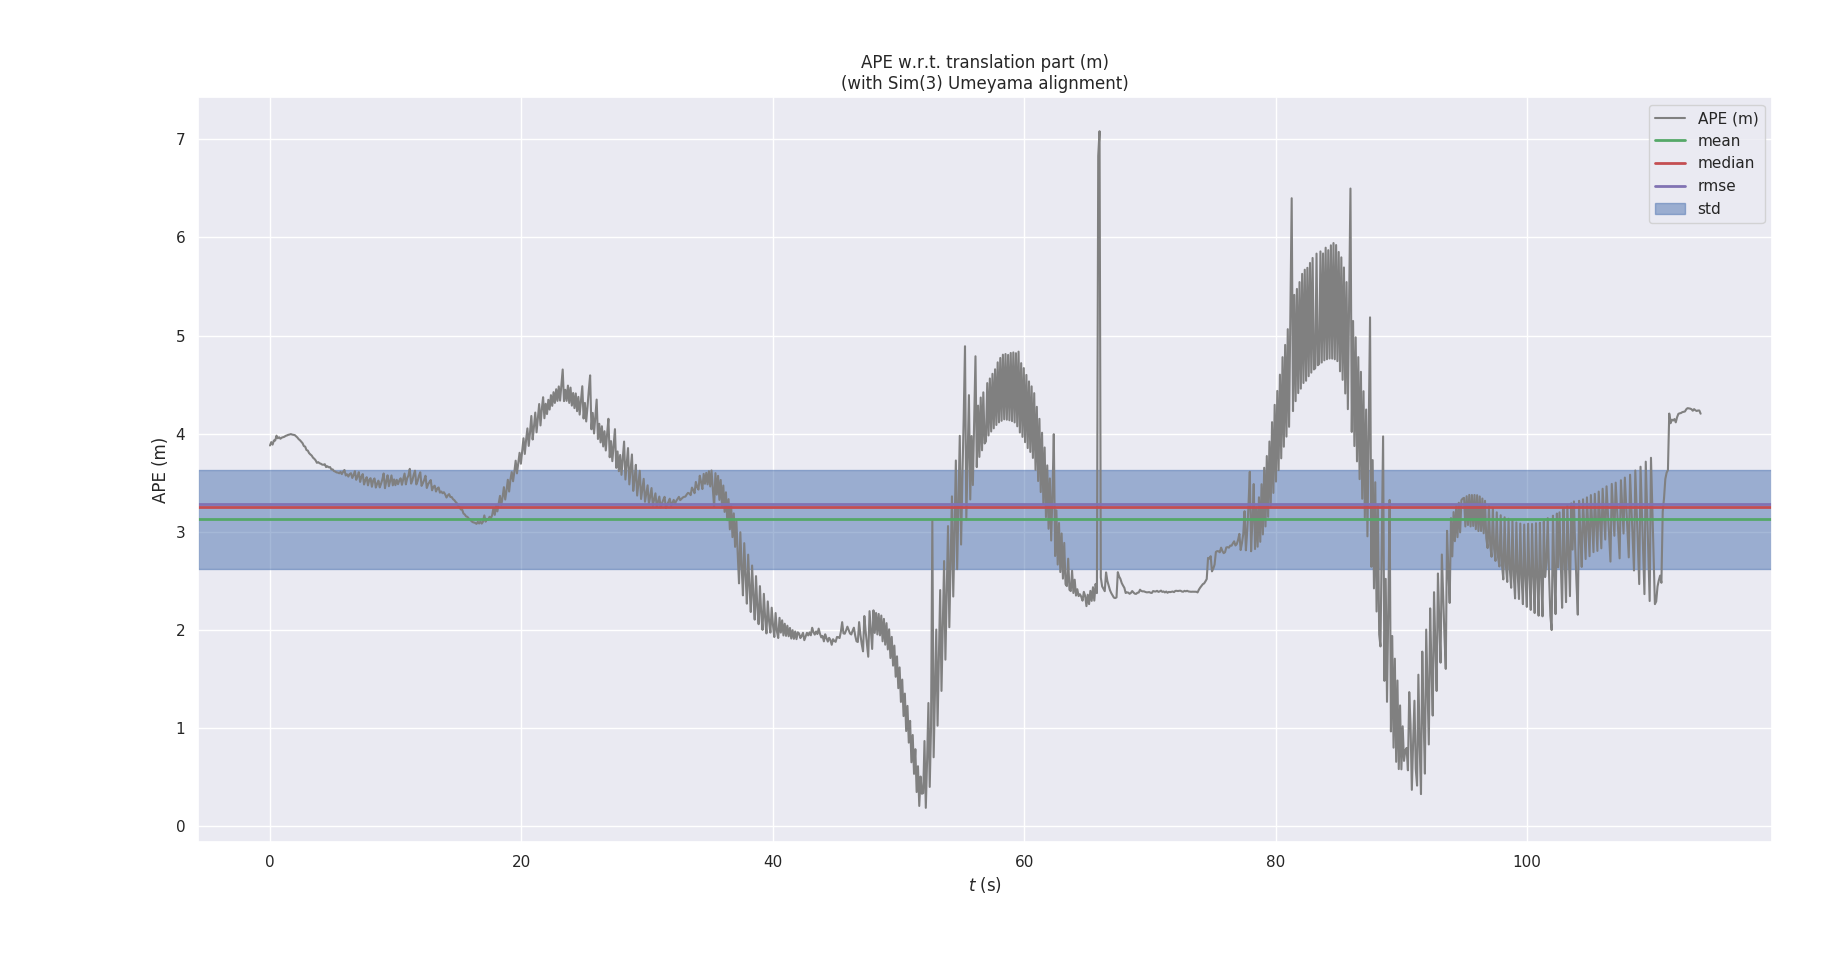 APE w.r.t. translation part (m)
(with Sim(3) Umeyama alignment)
APE (m)
mean
median
rmse
std
7
6
5
4
3
2
1
0
APE (m)
0 20 40 60 80 100
t (s)